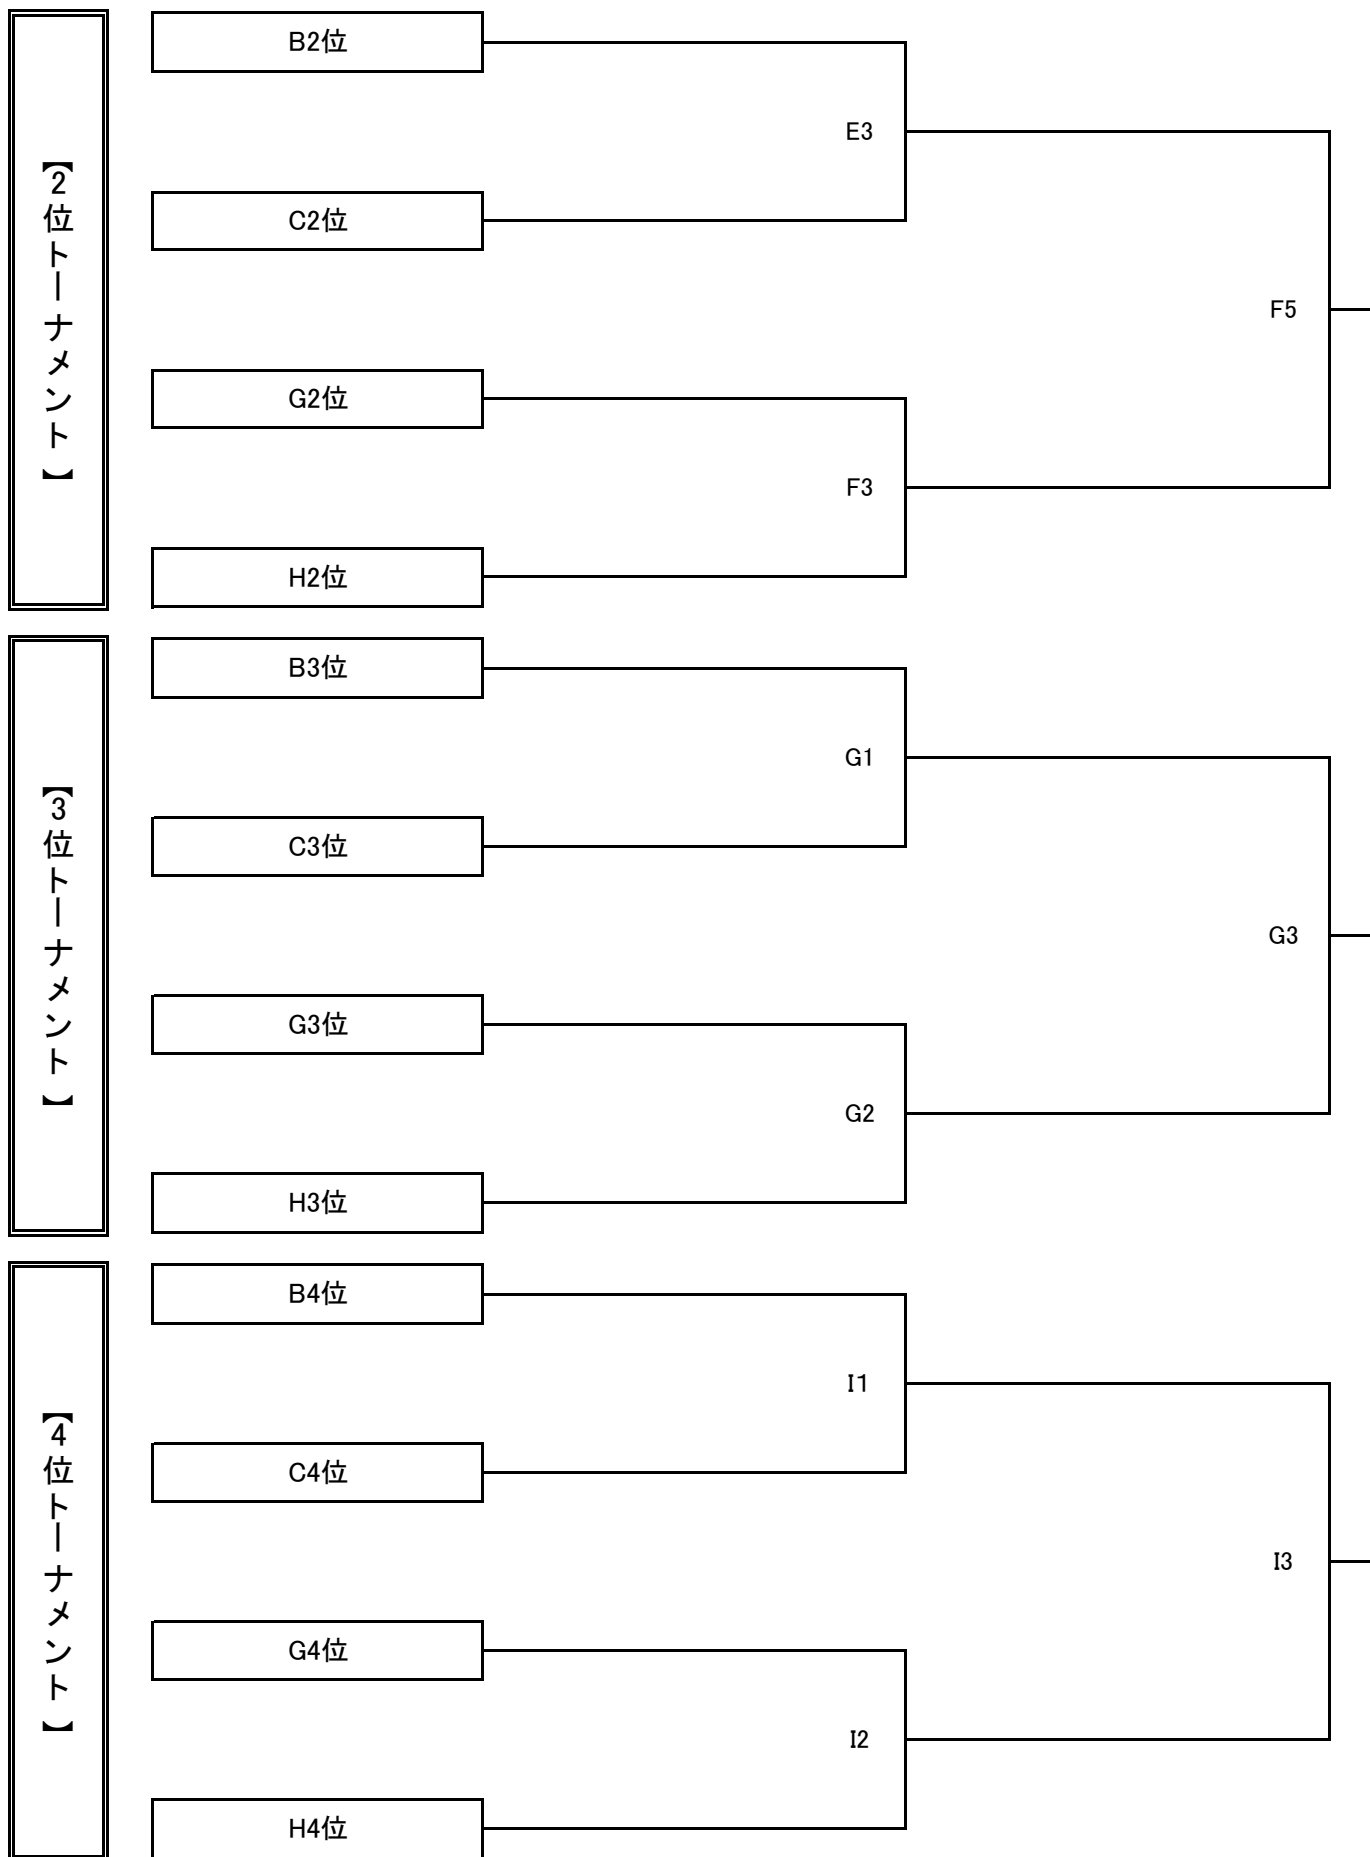 【2位トーナメント】
B2位
E3
C2位
F5
G2位
F3
H2位
【3位トーナメント】
B3位
G1
C3位
G3
G3位
G2
H3位
【4位トーナメント】
B4位
I1
C4位
I3
G4位
I2
H4位